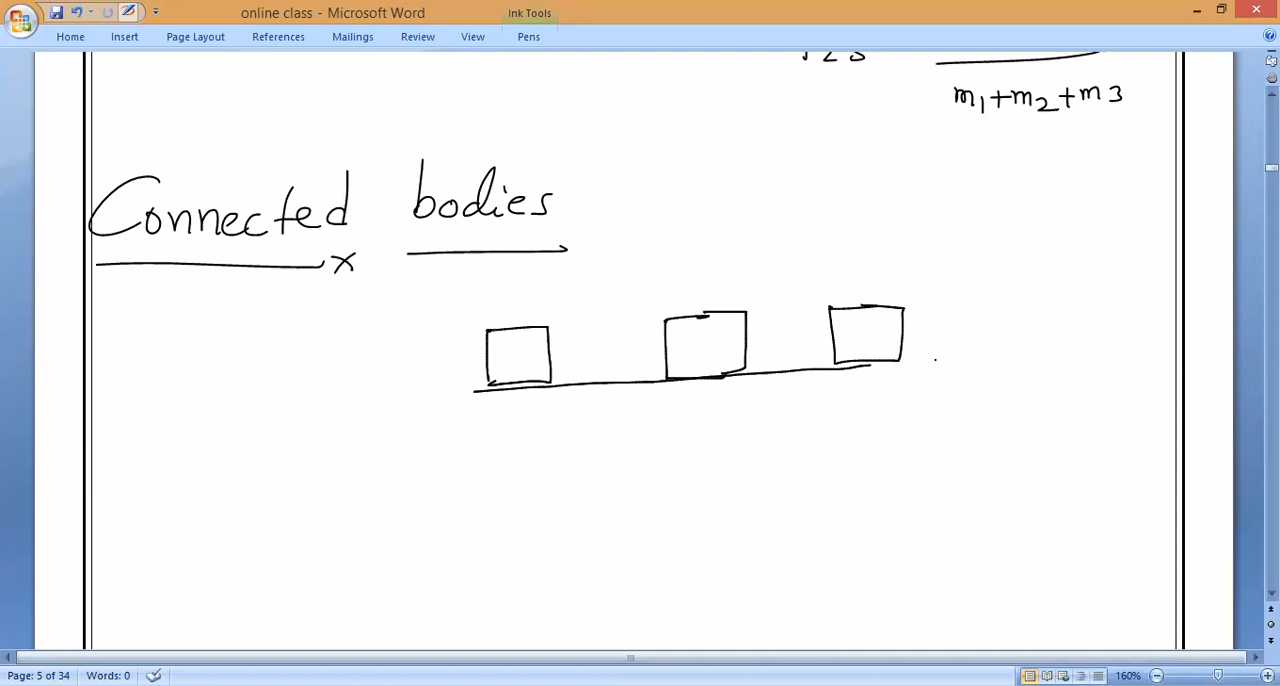 online class - Microsoft Word
Ink Tools
Home Insert Page Layout References Mailings Review View Pens
m1+m2+m3
Connected bodies
Page: 5 of 34 Words: 0 160%